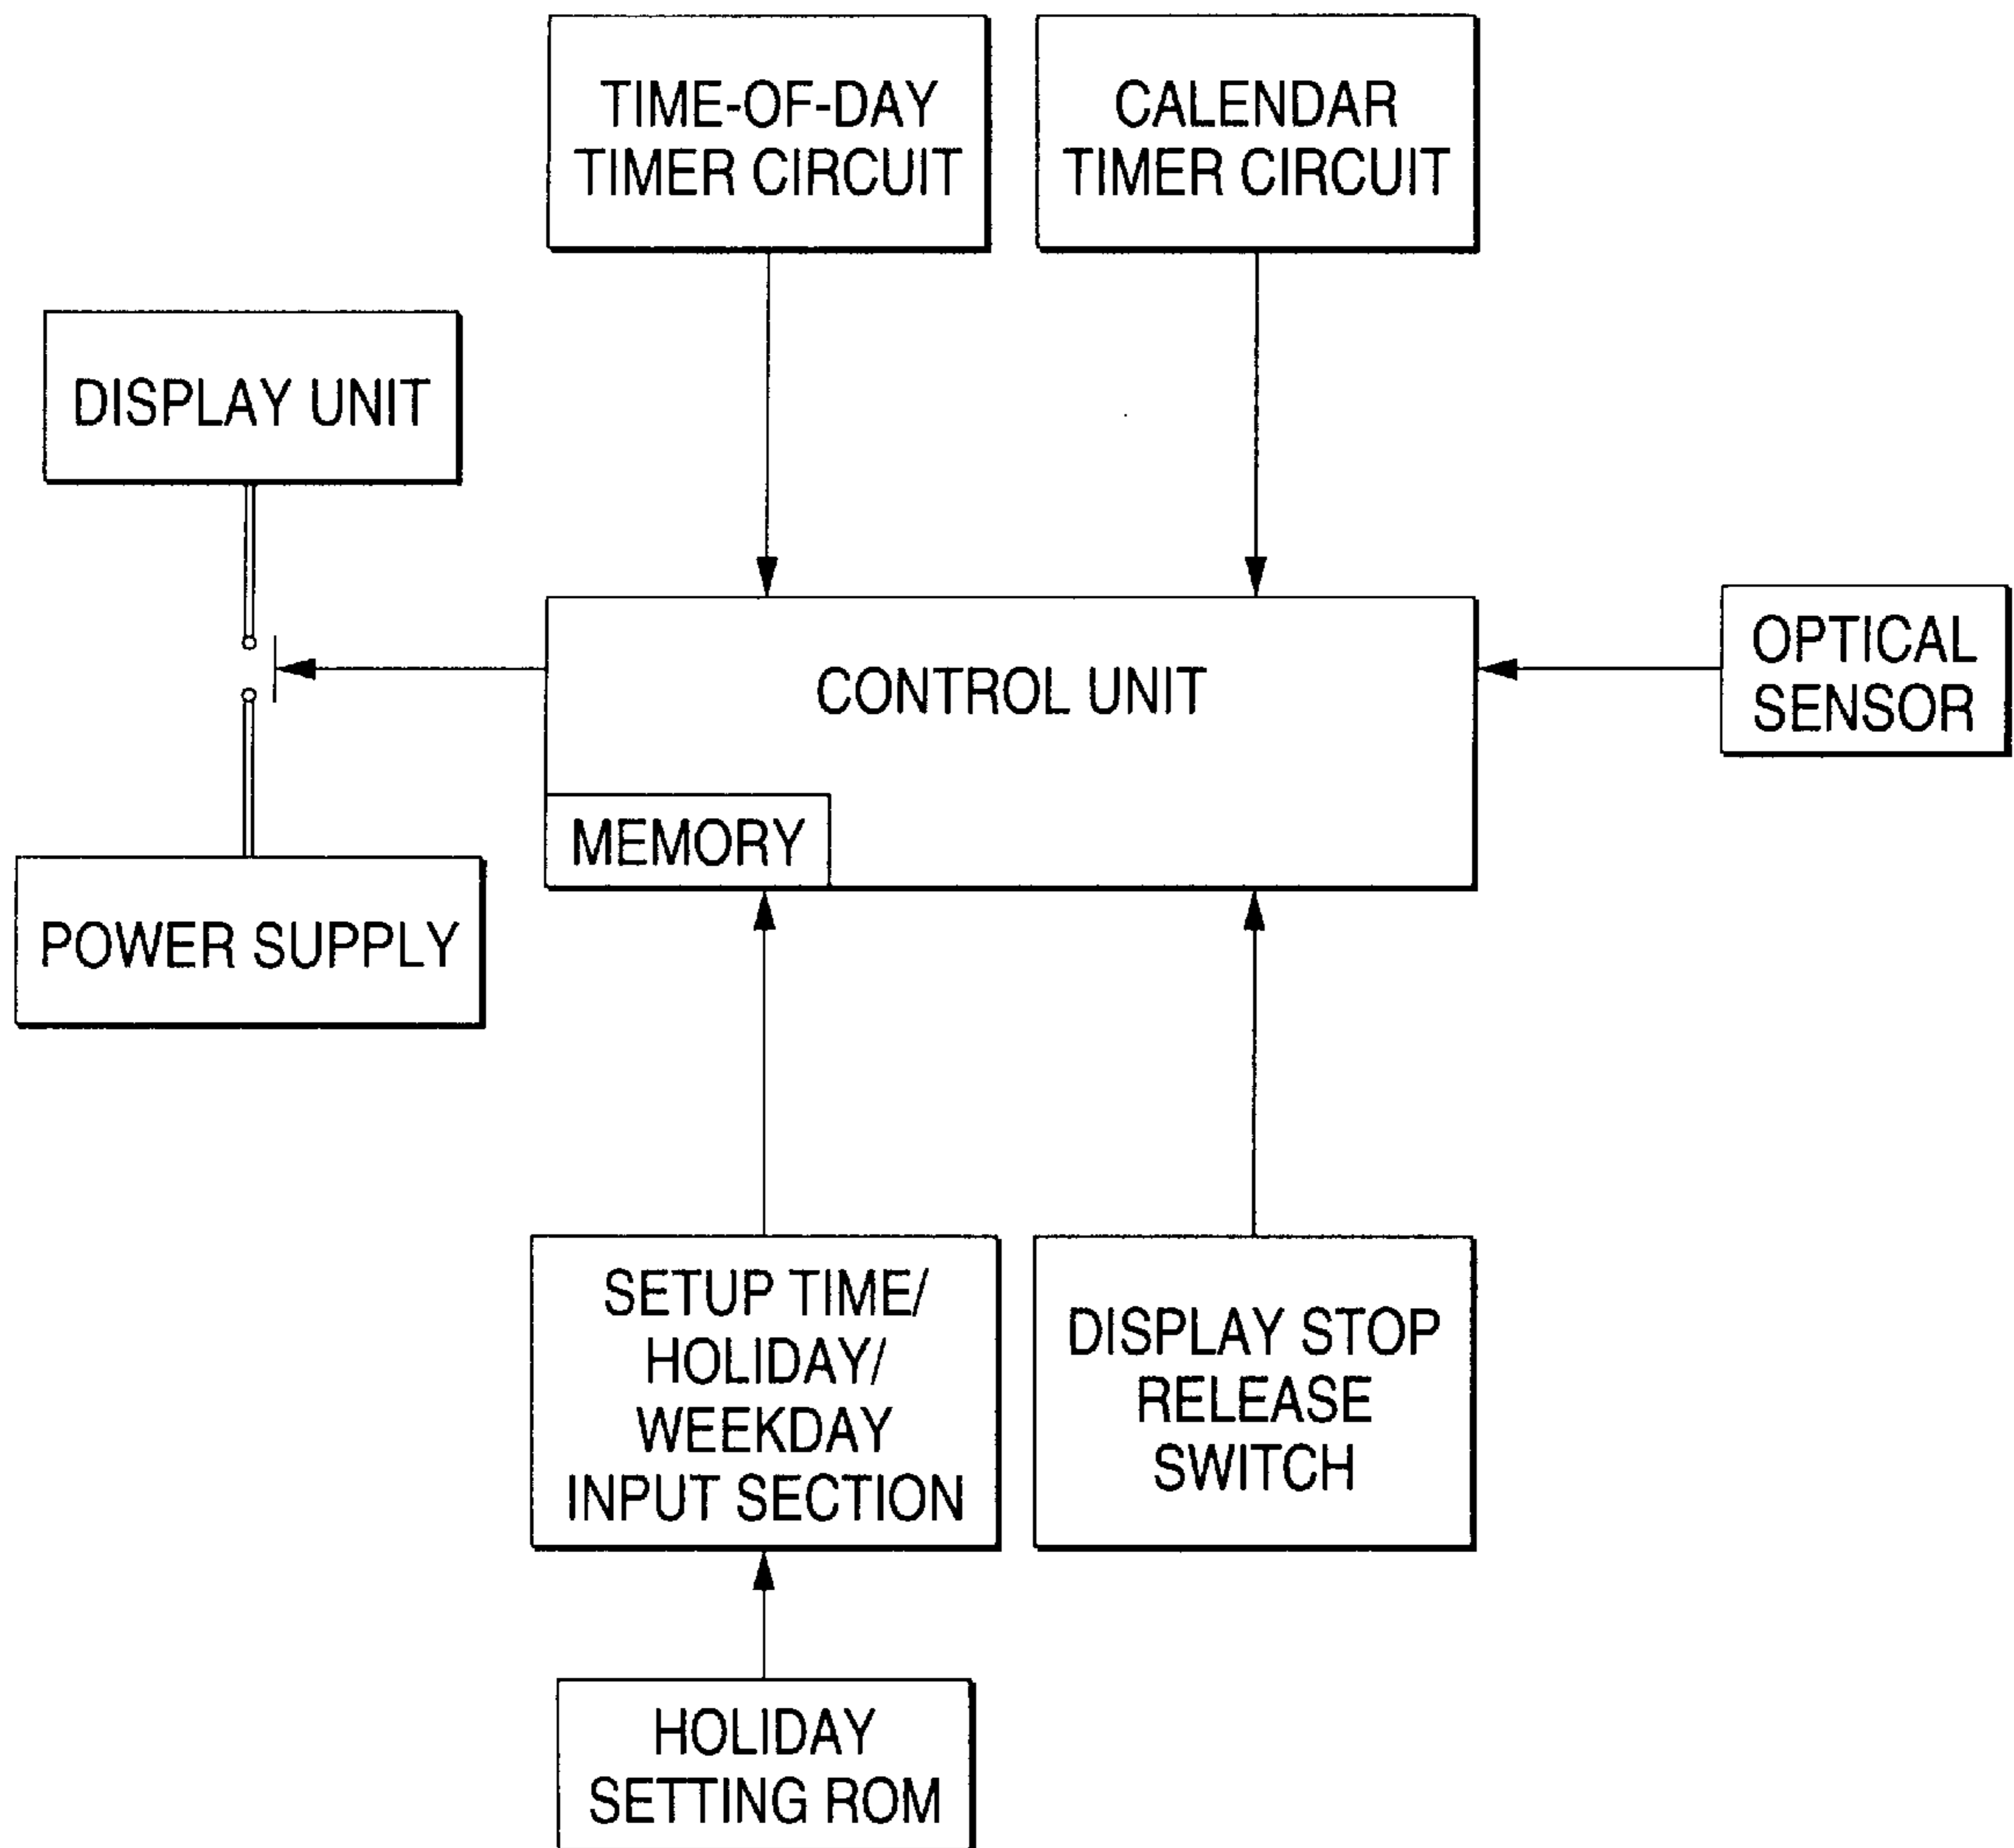 TIME-OF-DAY
TIMER CIRCUIT
CALENDAR
TIMER CIRCUIT
DISPLAY UNIT
CONTROL UNIT
OPTICAL
SENSOR
MEMORY
POWER SUPPLY
SETUP TIME/
HOLIDAY/
WEEKDAY
INPUT SECTION
DISPLAY STOP
RELEASE
SWITCH
HOLIDAY
SETTING ROM